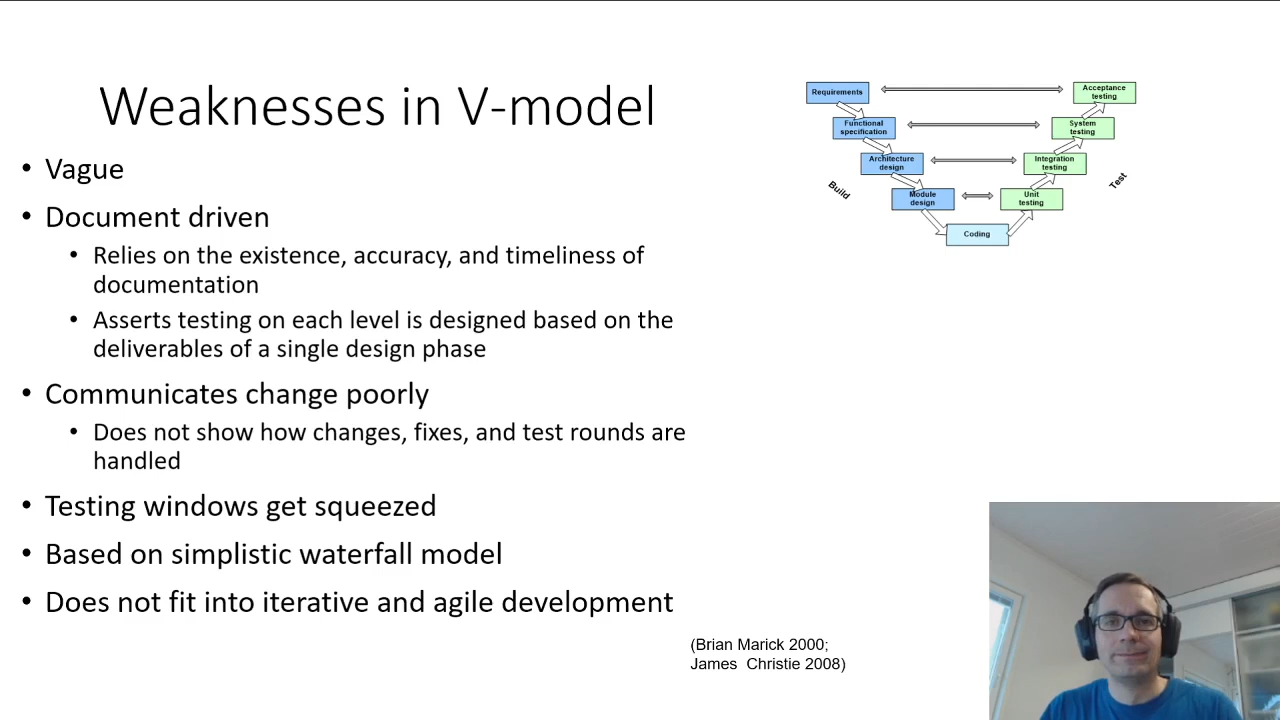 Weaknesses in V-model
• Vague
• Document driven
• Relies on the existence, accuracy, and timeliness of
documentation
• Asserts testing on each level is designed based on the
deliverables of a single design phase
• Communicates change poorly
• Does not show how changes, fixes, and test rounds are
handled
• Testing windows get squeezed
• Based on simplistic waterfall model
• Does not fit into iterative and agile development
(Brian Marick 2000;
James  Christie 2008)
Requirements
Acceptance
testing
Functional
specification
System
testing
Architecture
design
Integration
testing
Build
Test
Module
design
Unit
testing
Coding